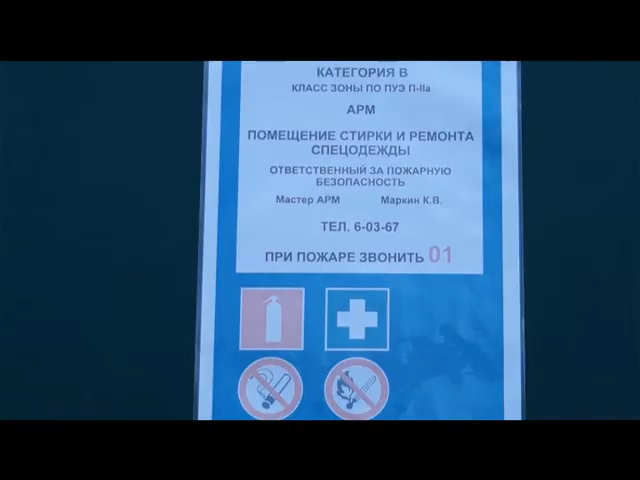 КАТЕГОРИЯ В
КЛАСС ЗОНЫ ПО ПУЭ П-IIа
АРМ
ПОМЕЩЕНИЕ СТИРКИ И РЕМОНТА
СПЕЦОДЕЖДЫ
ОТВЕТСТВЕННЫЙ ЗА ПОЖАРНУЮ
БЕЗОПАСНОСТЬ
Мастер АРМ Маркин К.В.
ТЕЛ. 6-03-67
ПРИ ПОЖАРЕ ЗВОНИТЬ 01